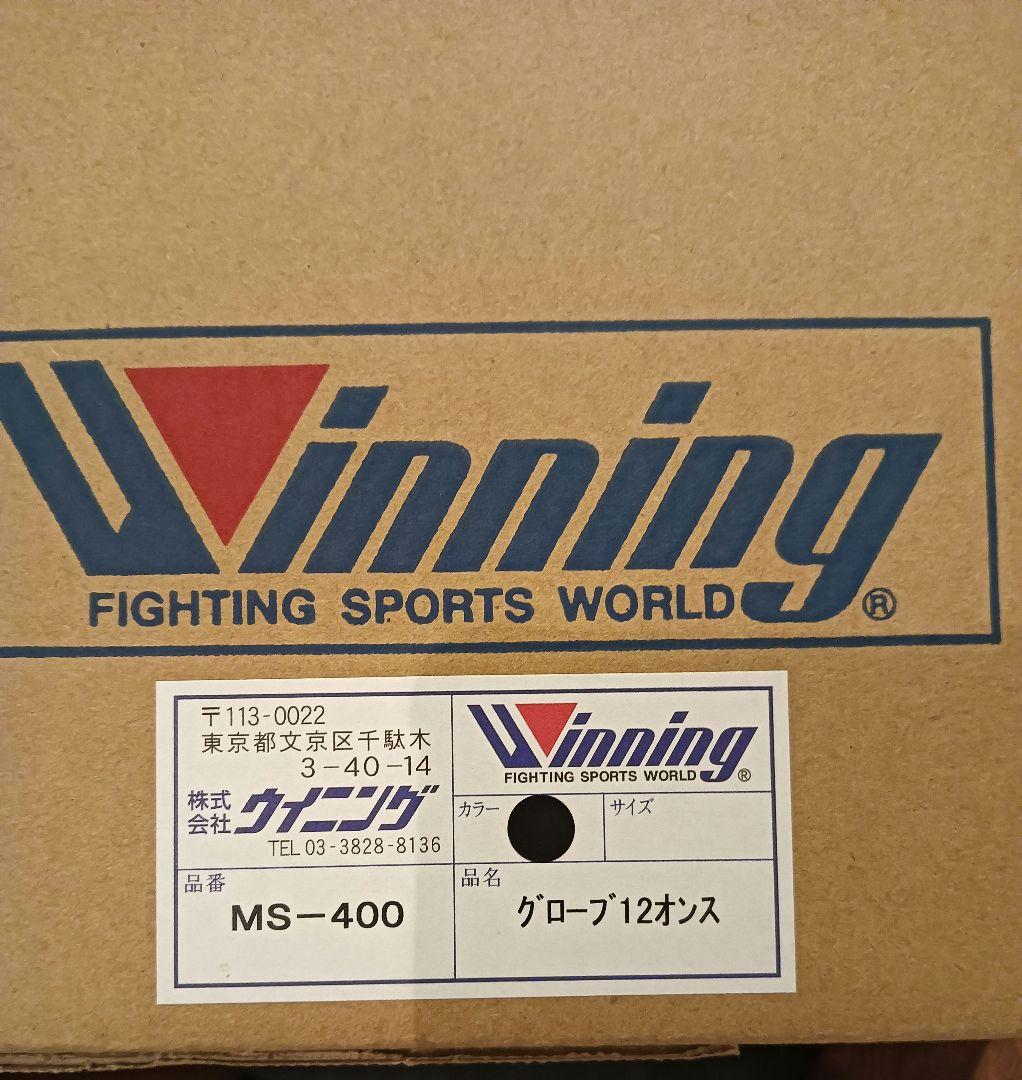 Winning
FIGHTING SPORTS WORLD ®
〒113-0022
東京都文京区千駄木
3-40-14
株式会社 ウイニング
TEL 03-3828-8136
Winning
FIGHTING SPORTS WORLD ®
カラー
サイズ
品番
MS-400
品名
グローブ12オンス